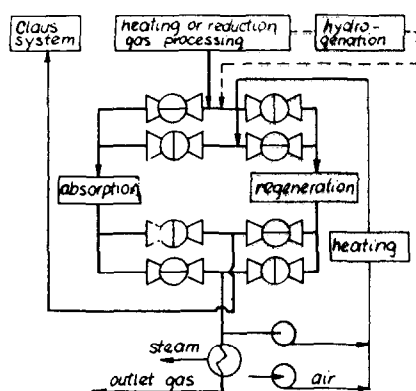 Claus
system
heating or reduction
gas processing
hydro-
genation
absorption
regeneration
heating
steam
outlet gas
air